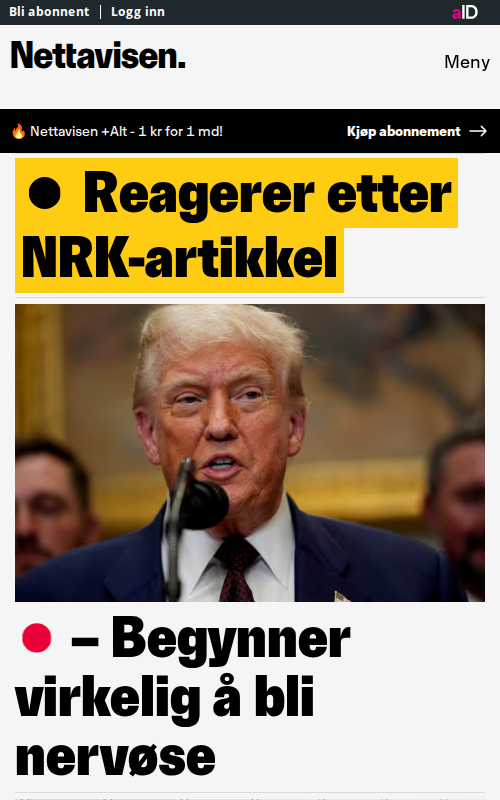 Bli abonnent | Logg inn
aID
Nettavisen.
Meny
🔥 Nettavisen +Alt - 1 kr for 1 md!
Kjøp abonnement →
● Reagerer etter
NRK-artikkel
– Begynner
virkelig å bli
nervøse